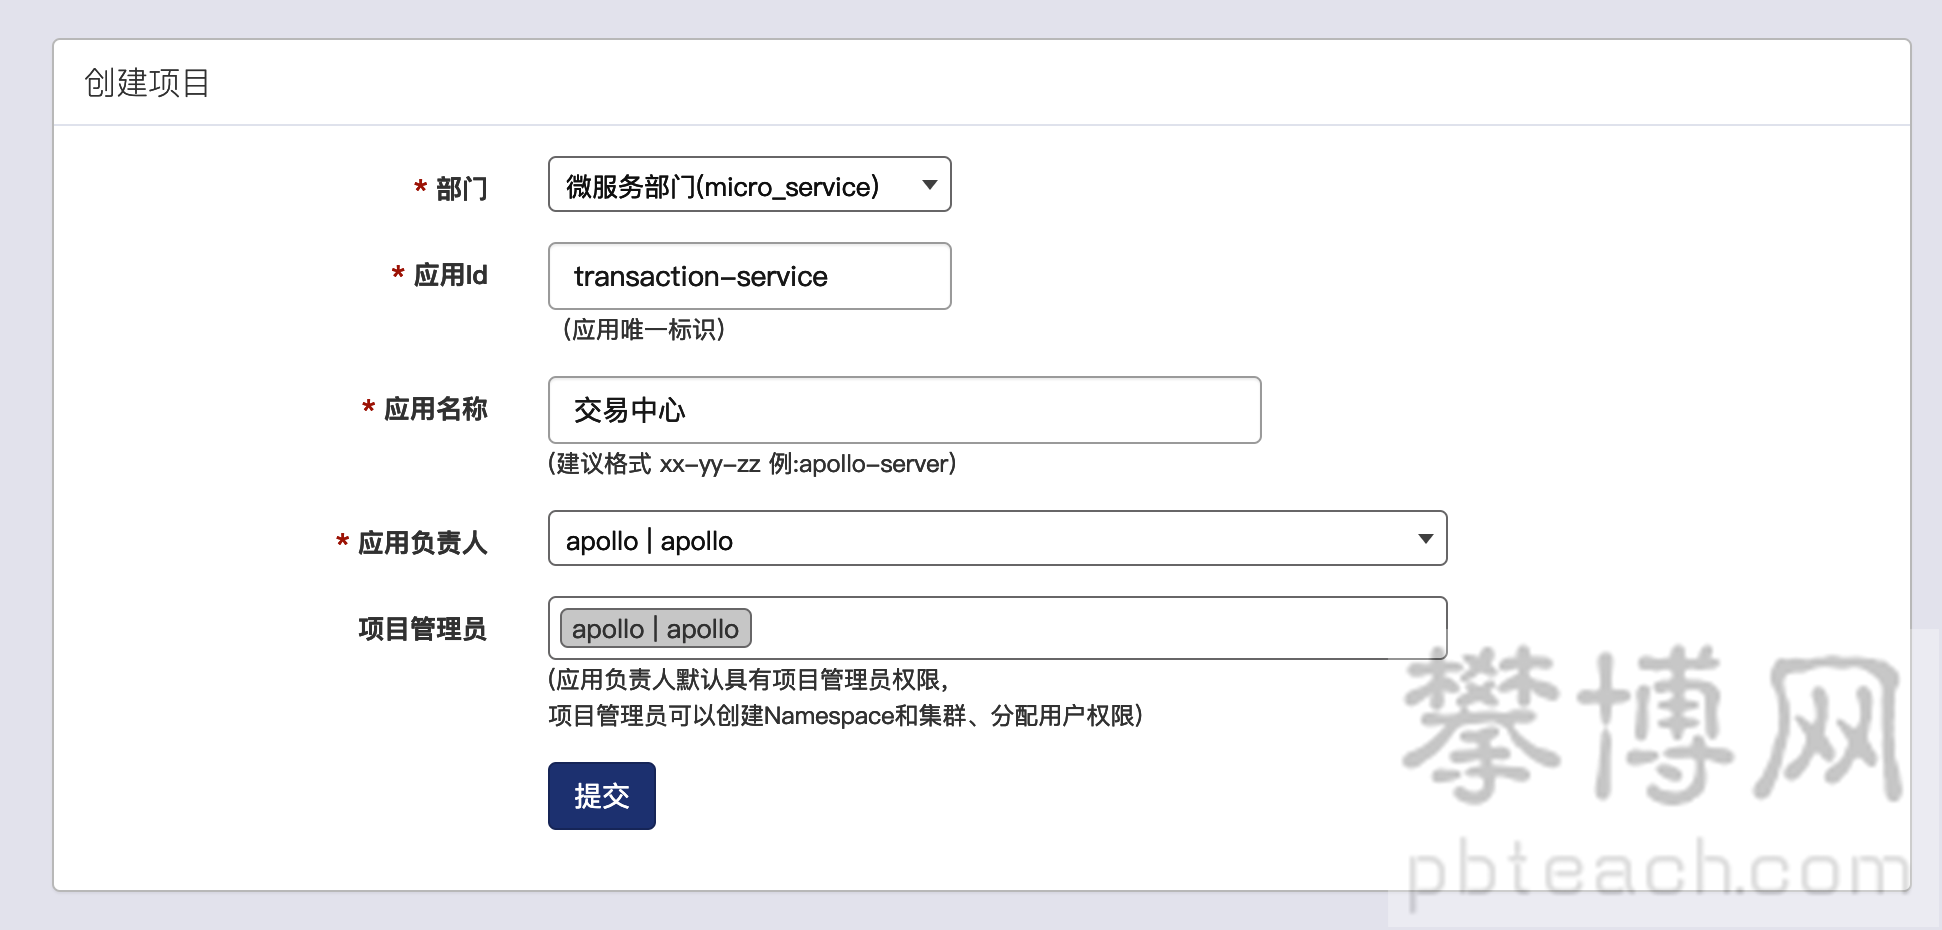 创建项目
* 部门
微服务部门(micro_service)
* 应用Id
transaction-service
(应用唯一标识)
* 应用名称
交易中心
(建议格式 xx-yy-zz 例:apollo-server)
* 应用负责人
apollo | apollo
项目管理员
apollo | apollo
(应用负责人默认具有项目管理员权限,
项目管理员可以创建Namespace和集群、分配用户权限)
提交
攀博网
pbteach.com